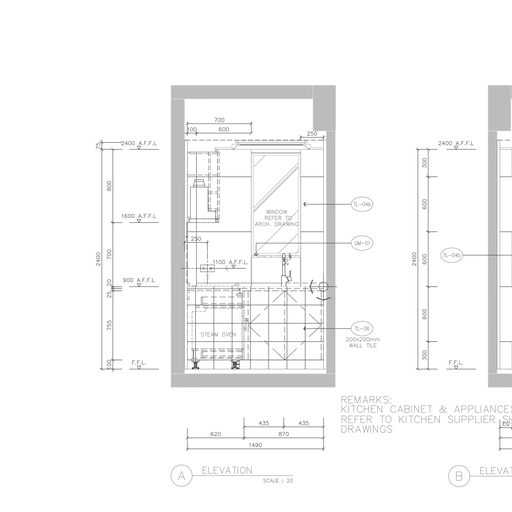 700
100 600
250
75
2400 A.F.F.L
2400 A.F.F.L
300
800
TL-04b
600
WINDOW
REFER TO
ARCH. DRAWING
1600 A.F.F.L
250
GM-01
700
2400
1100 A.F.F.L
TL-04b
2400
600
900 A.F.F.L
20
25
STEAM OVEN
755
TL-06
200x200mm
WALL TILE
600
300
F.F.L.
100
F.F.L.
REMARKS:
KITCHEN CABINET & APPLIANCES
REFER TO KITCHEN SUPPLIER SH
DRAWINGS
435 435
620 870
1490
A ELEVATION
SCALE : 20
B ELEVAT